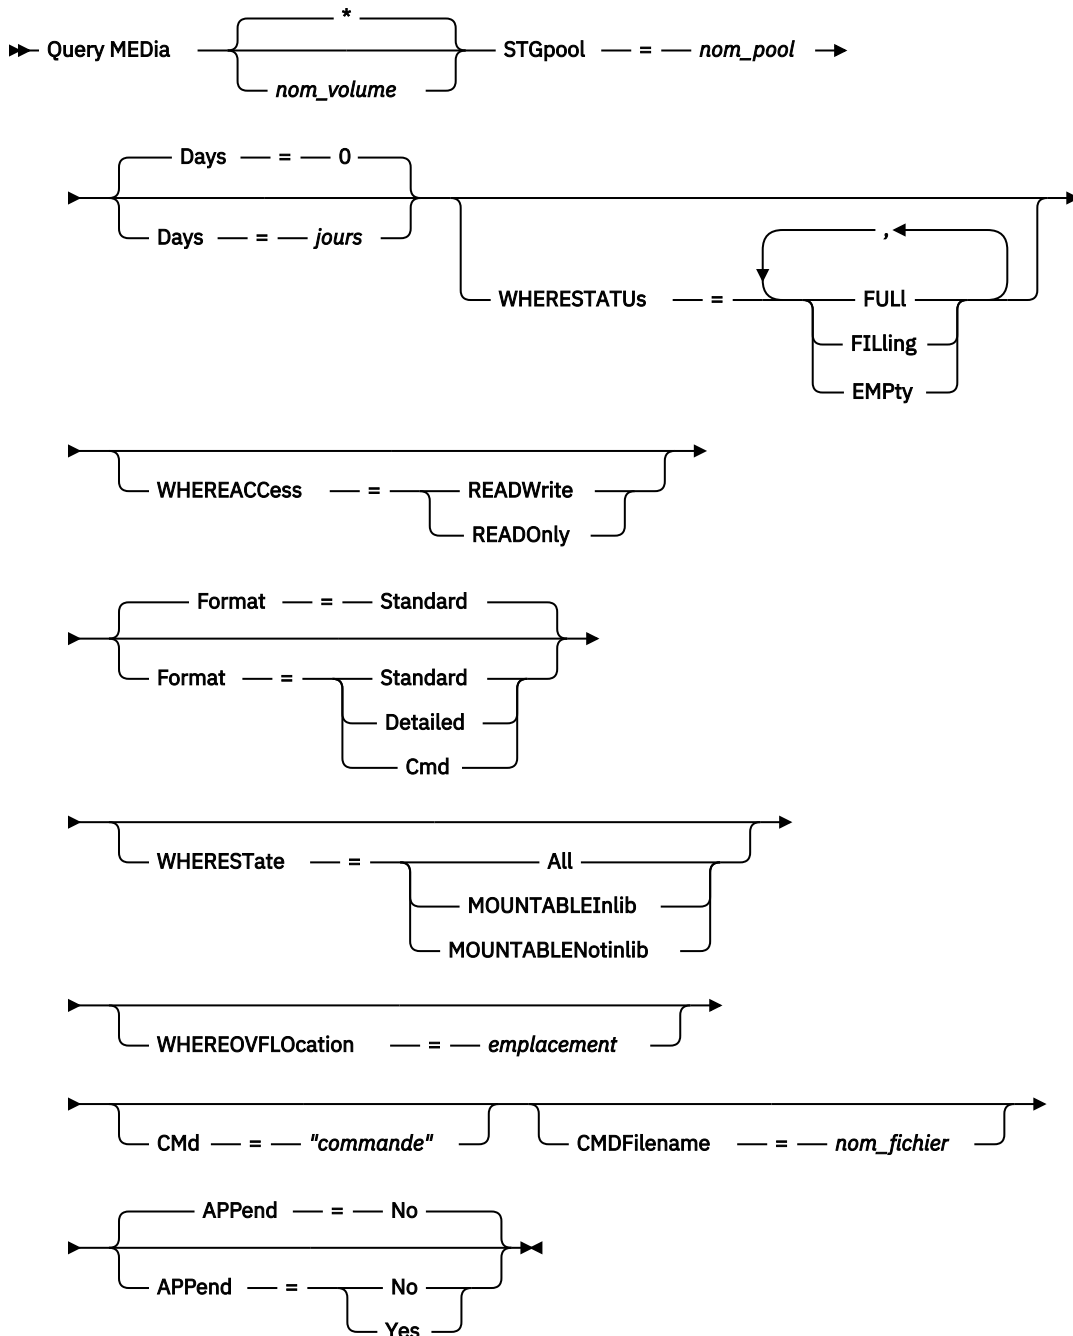 *
Query MEDia STGpool = nom_pool
nom_volume
Days = 0
Days = jours
,
WHERESTATUs = FULl
FILling
EMPty
WHEREACCess = READWrite
READOnly
Format = Standard
Format = Standard
Detailed
Cmd
WHERESTate = All
MOUNTABLEInlib
MOUNTABLENotinlib
WHEREOVFLOcation = emplacement
CMd = "commande" CMDFilename = nom_fichier
APPend = No
APPend = No
Yes